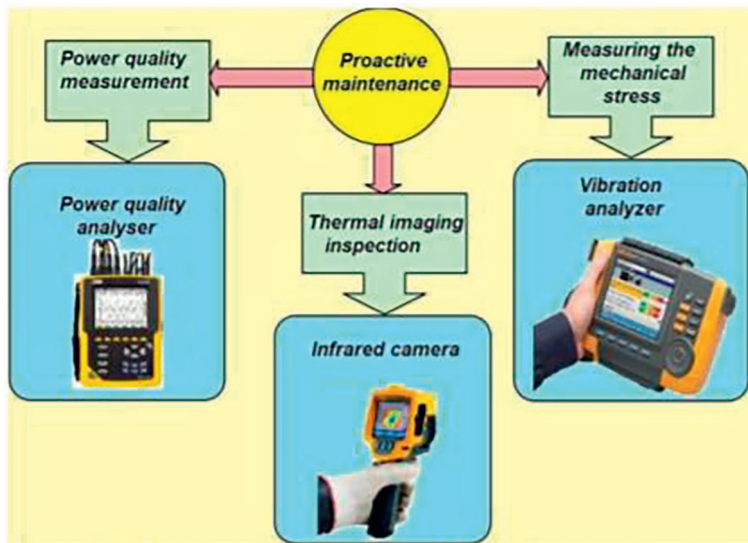 Power quality
measurement
Proactive
maintenance
Measuring the
mechanical
stress
Power quality
analyser
Thermal imaging
inspection
Vibration
analyzer
Infrared camera